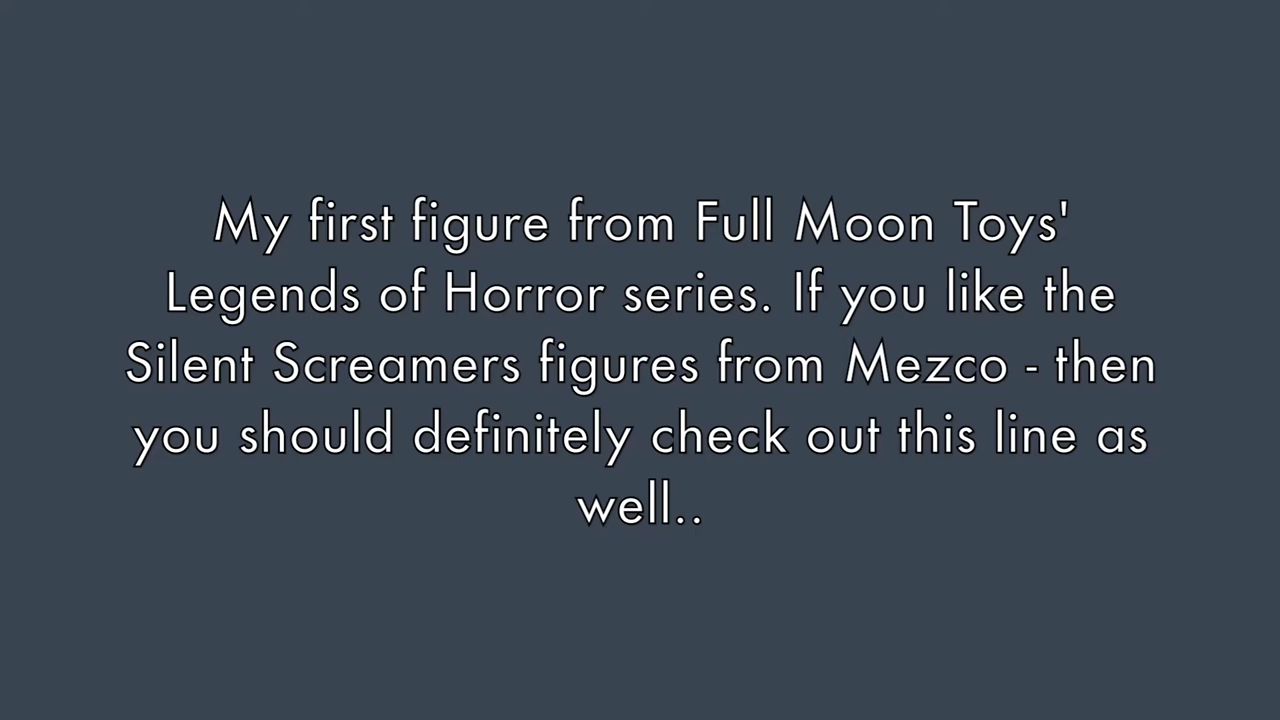 My first figure from Full Moon Toys'
Legends of Horror series. If you like the
Silent Screamers figures from Mezco - then
you should definitely check out this line as
well..